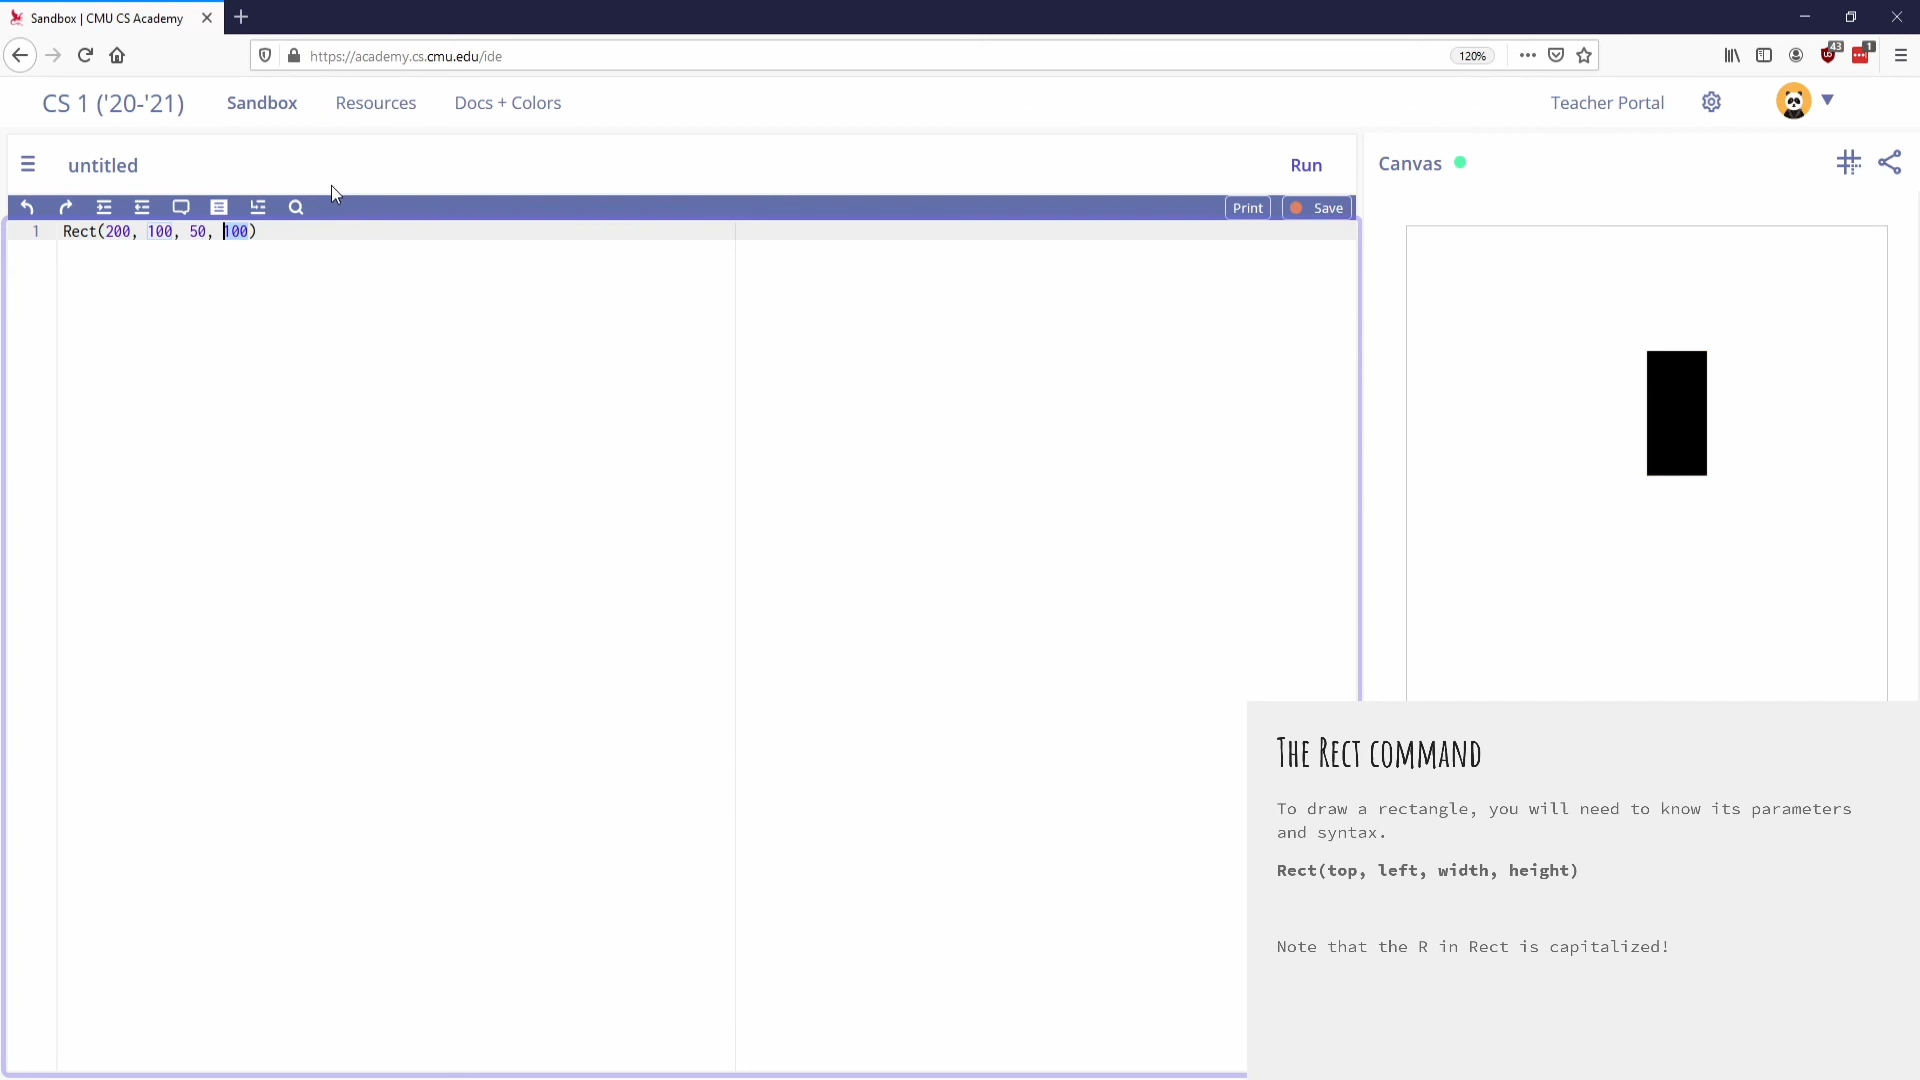 Sandbox | CMU CS Academy
https://academy.cs.cmu.edu/ide
120%
43
1
CS 1 ('20-'21)
Sandbox
Resources
Docs + Colors
Teacher Portal
untitled
Run
Canvas
Print
Save
1 Rect(200, 100, 50, 100)
The Rect command
To draw a rectangle, you will need to know its parameters
and syntax.
Rect(top, left, width, height)
Note that the R in Rect is capitalized!